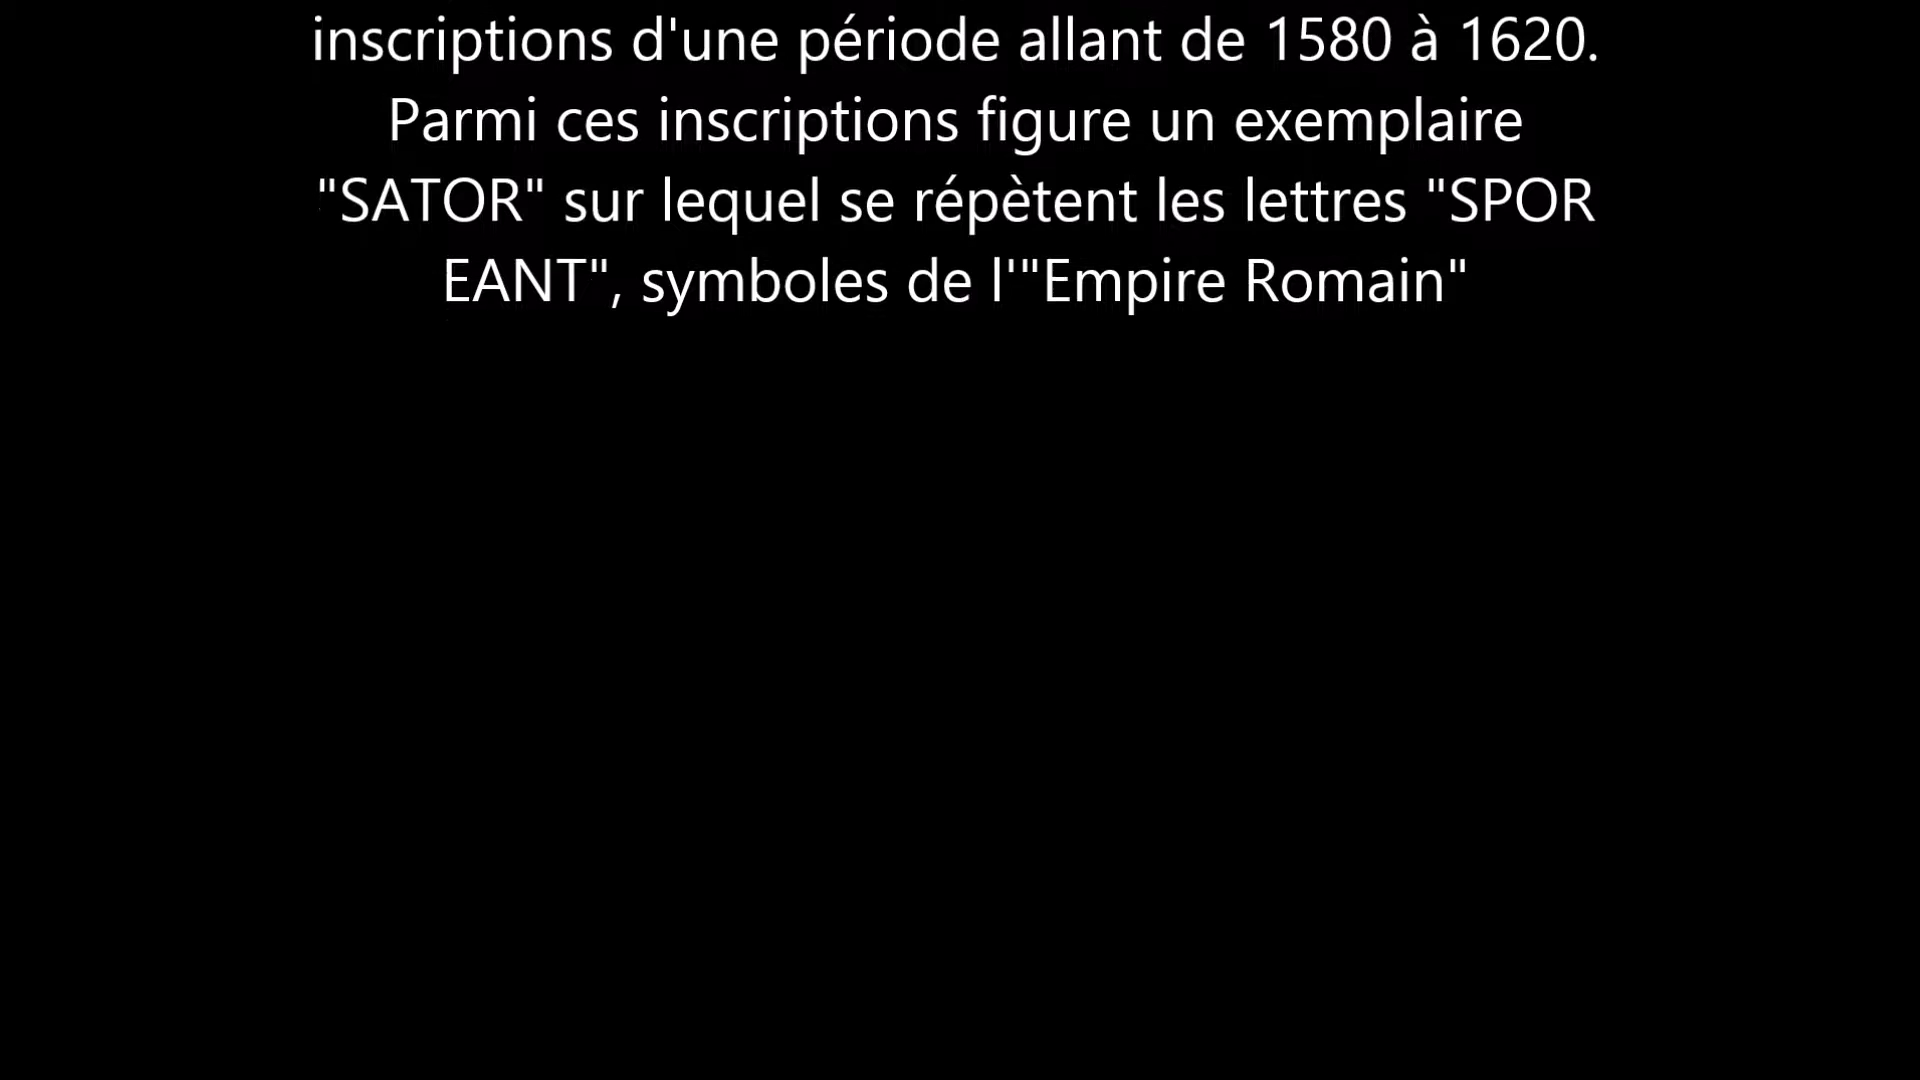 inscriptions d'une période allant de 1580 à 1620.
Parmi ces inscriptions figure un exemplaire
"SATOR" sur lequel se répètent les lettres "SPOR
EANT", symboles de l'"Empire Romain"